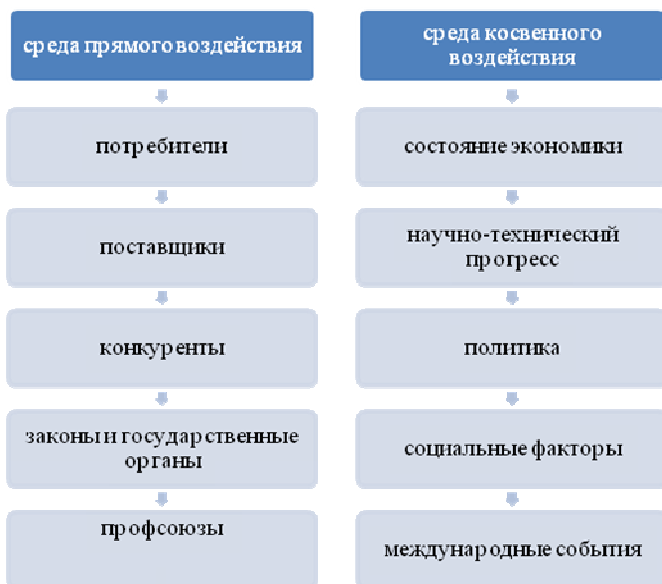 среда прямого воздействия
потребители
поставщики
конкуренты
законы и государственные
органы
профсоюзы
среда косвенного
воздействия
состояние экономики
научно-технический
прогресс
политика
социальные факторы
международные события